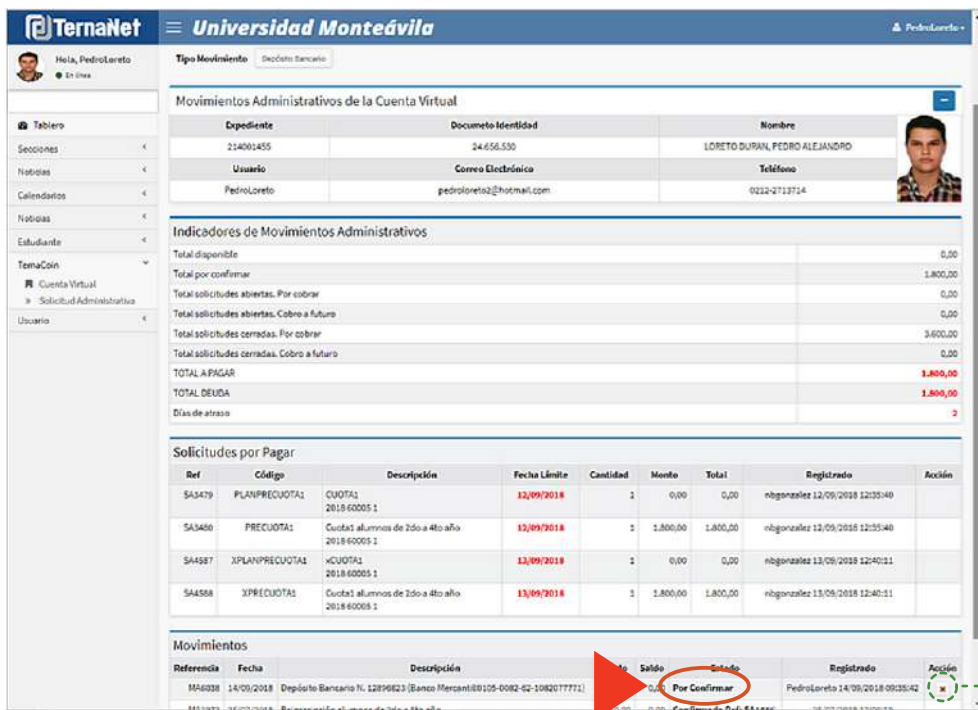 TernaNet
Universidad Monteávila
PedroLoreto
Hola, PedroLoreto
En línea
Tipo Movimiento Depósito Bancario
Tablero
Secciones
Noticias
Calendarios
Noticias
Estudiante
TernaCoin
Cuenta Virtual
Solicitud Administrativa
Usuario
Movimientos Administrativos de la Cuenta Virtual
Expediente Documeto Identidad Nombre
214001455 24.656.530 LORETO DURAN, PEDRO ALEJANDRO
Usuario Correo Electrónico Teléfono
PedroLoreto pedroloreto2@hotmail.com 0212-2713714
Indicadores de Movimientos Administrativos
Total disponible 0,00
Total por confirmar 1.800,00
Total solicitudes abiertas. Por cobrar 0,00
Total solicitudes abiertas. Cobro a futuro 0,00
Total solicitudes cerradas. Por cobrar 3.600,00
Total solicitudes cerradas. Cobro a futuro 0,00
TOTAL A PAGAR 1.800,00
TOTAL DEUDA 1.800,00
Días de atraso 2
Solicitudes por Pagar
Ref Código Descripción Fecha Límite Cantidad Monto Total Registrado Acción
SA3479 PLANPRECUOTA1 CUOTA1 12/09/2018 1 0,00 0,00 nbgonzalez 12/09/2018 12:35:40
2018 60005 1
SA3480 PRECUOTA1 Cuota1 alumnos de 2do a 4to año 12/09/2018 1 1.800,00 1.800,00 nbgonzalez 12/09/2018 12:35:40
2018 60005 1
SA4587 XPLANPRECUOTA1 xCUOTA1 13/09/2018 1 0,00 0,00 nbgonzalez 13/09/2018 12:40:11
2018 60005 1
SA4588 XPRECUOTA1 Cuota1 alumnos de 2do a 4to año 13/09/2018 1 1.800,00 1.800,00 nbgonzalez 13/09/2018 12:40:11
2018 60005 1
Movimientos
Referencia Fecha Descripción Saldo Estado Registrado Acción
MA6038 14/09/2018 Depósito Bancario N. 12896823 (Banco Mercantil 0105-0082-62-1082077771) 0,00 Por Confirmar PedroLoreto 14/09/2018 09:35:42